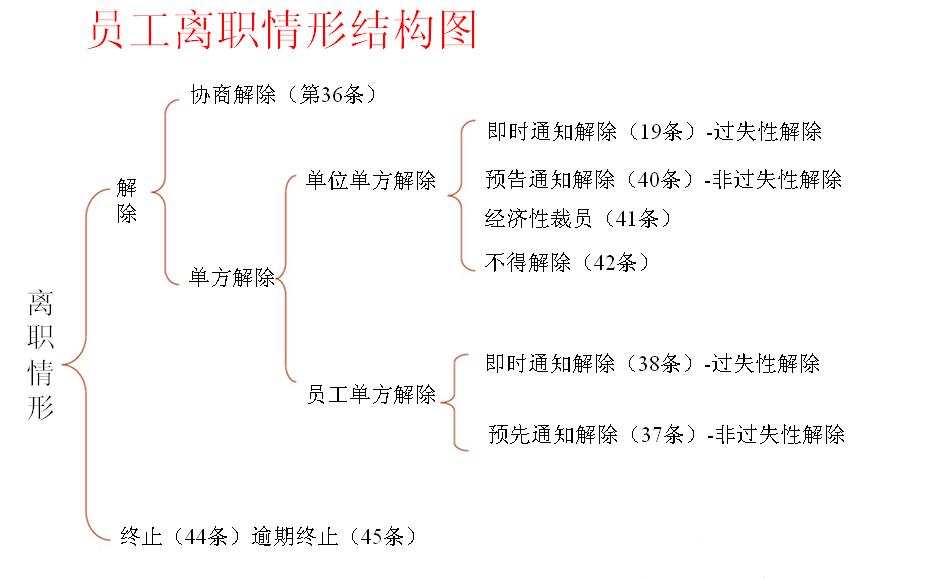 员工离职情形结构图
协商解除（第36条）
即时通知解除（19条）-过失性解除
解除
单位单方解除
预告通知解除（40条）-非过失性解除
经济性裁员（41条）
不得解除（42条）
单方解除
离职情形
即时通知解除（38条）-过失性解除
员工单方解除
预先通知解除（37条）-非过失性解除
终止（44条）逾期终止（45条）